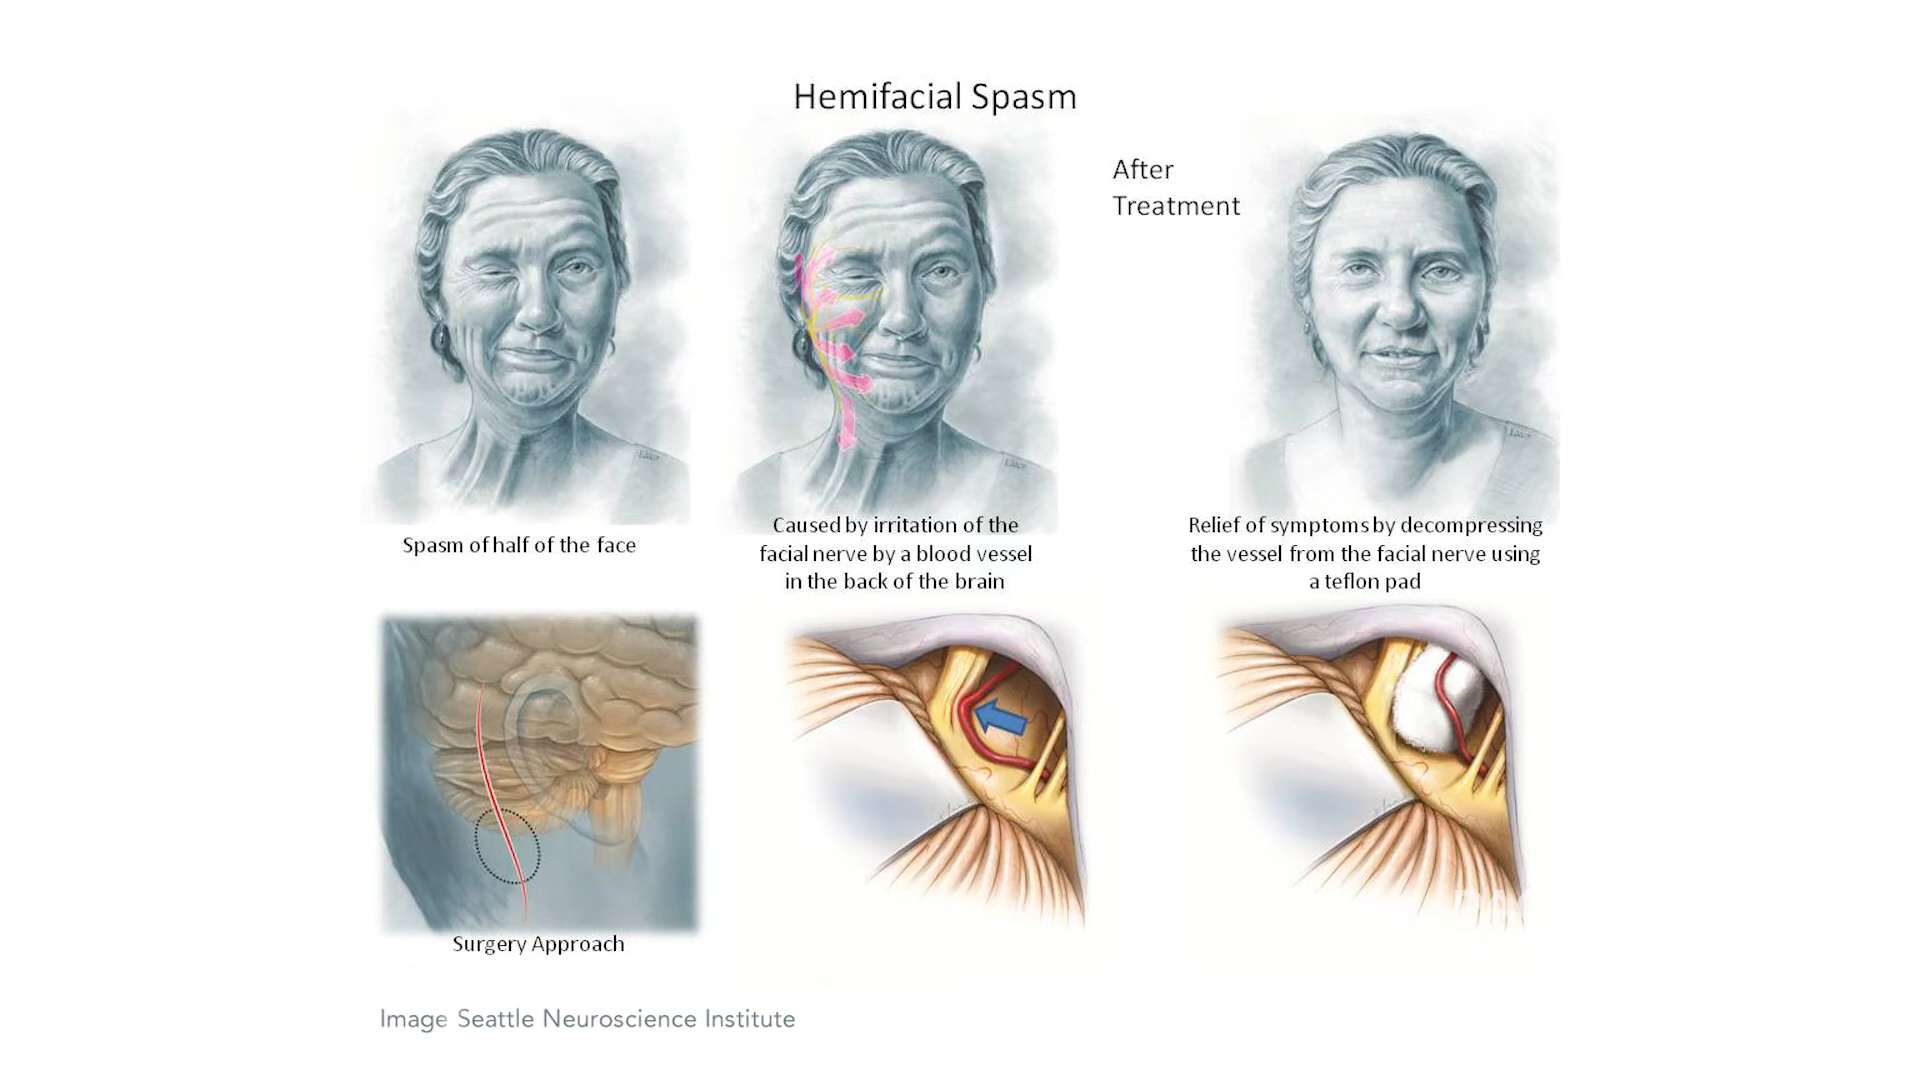 Hemifacial Spasm
After
Treatment
Spasm of half of the face
Caused by irritation of the
facial nerve by a blood vessel
in the back of the brain
Relief of symptoms by decompressing
the vessel from the facial nerve using
a teflon pad
Surgery Approach
Image Seattle Neuroscience Institute